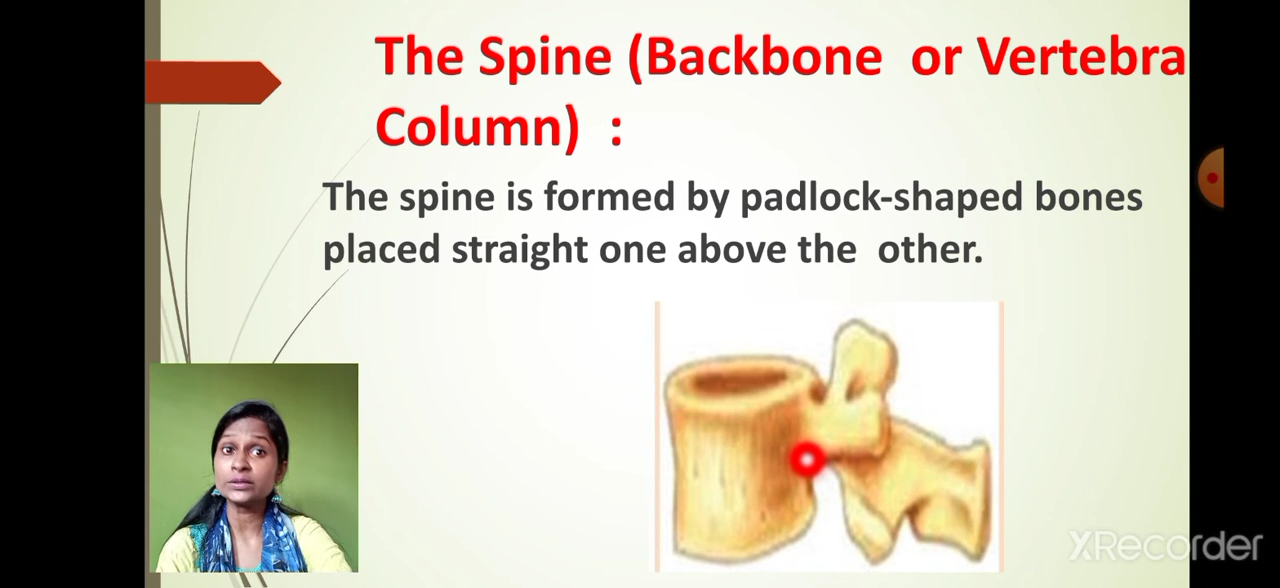 The Spine (Backbone or Vertebra
Column) :
The spine is formed by padlock-shaped bones
placed straight one above the other.
XRecorder